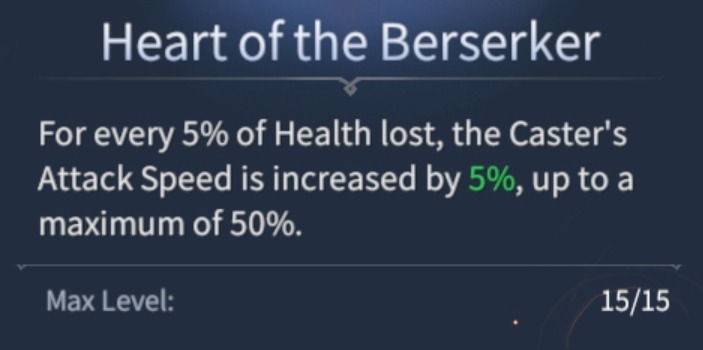 Heart of the Berserker
For every 5% of Health lost, the Caster's
Attack Speed is increased by 5%, up to a
maximum of 50%.
Max Level: 15/15